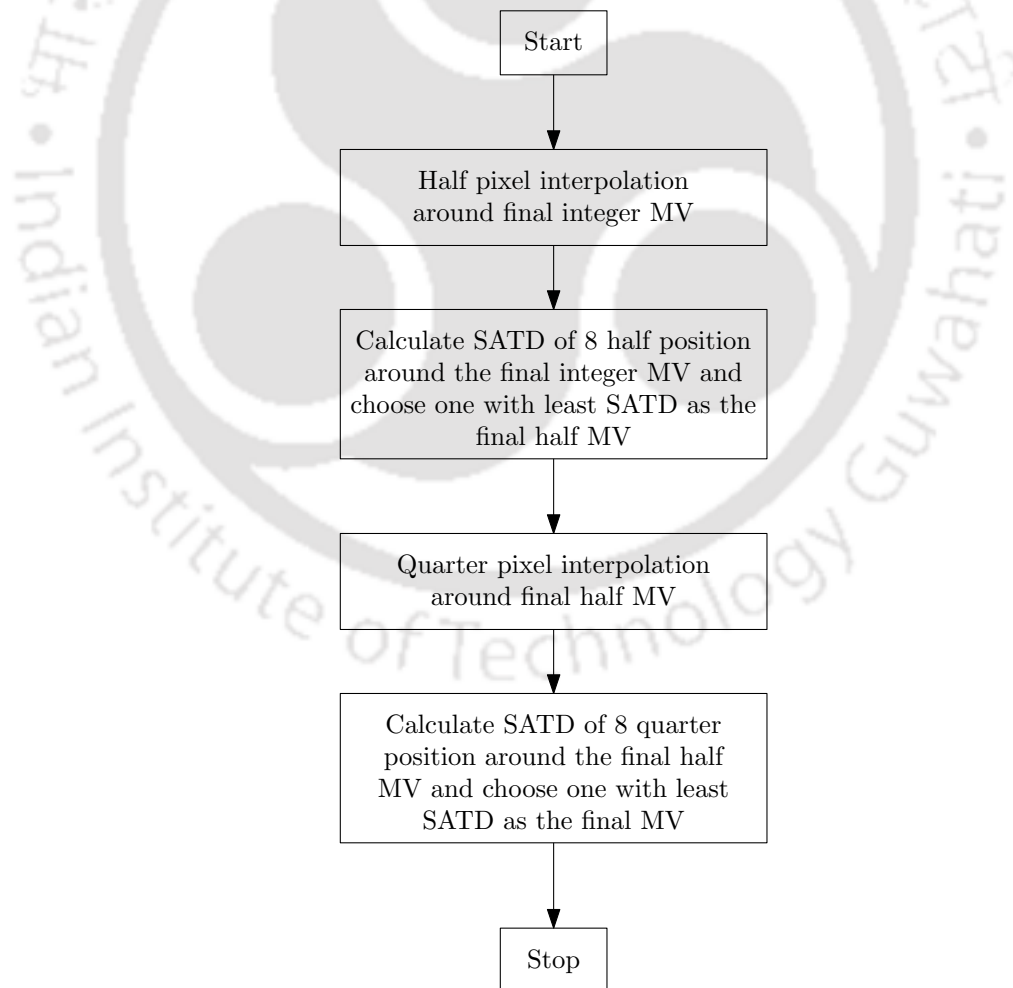 Start
Half pixel interpolation
around final integer MV
Calculate SATD of 8 half position
around the final integer MV and
choose one with least SATD as the
final half MV
Quarter pixel interpolation
around final half MV
Calculate SATD of 8 quarter
position around the final half
MV and choose one with least
SATD as the final MV
Stop
Indian Institute of Technology Guwahati